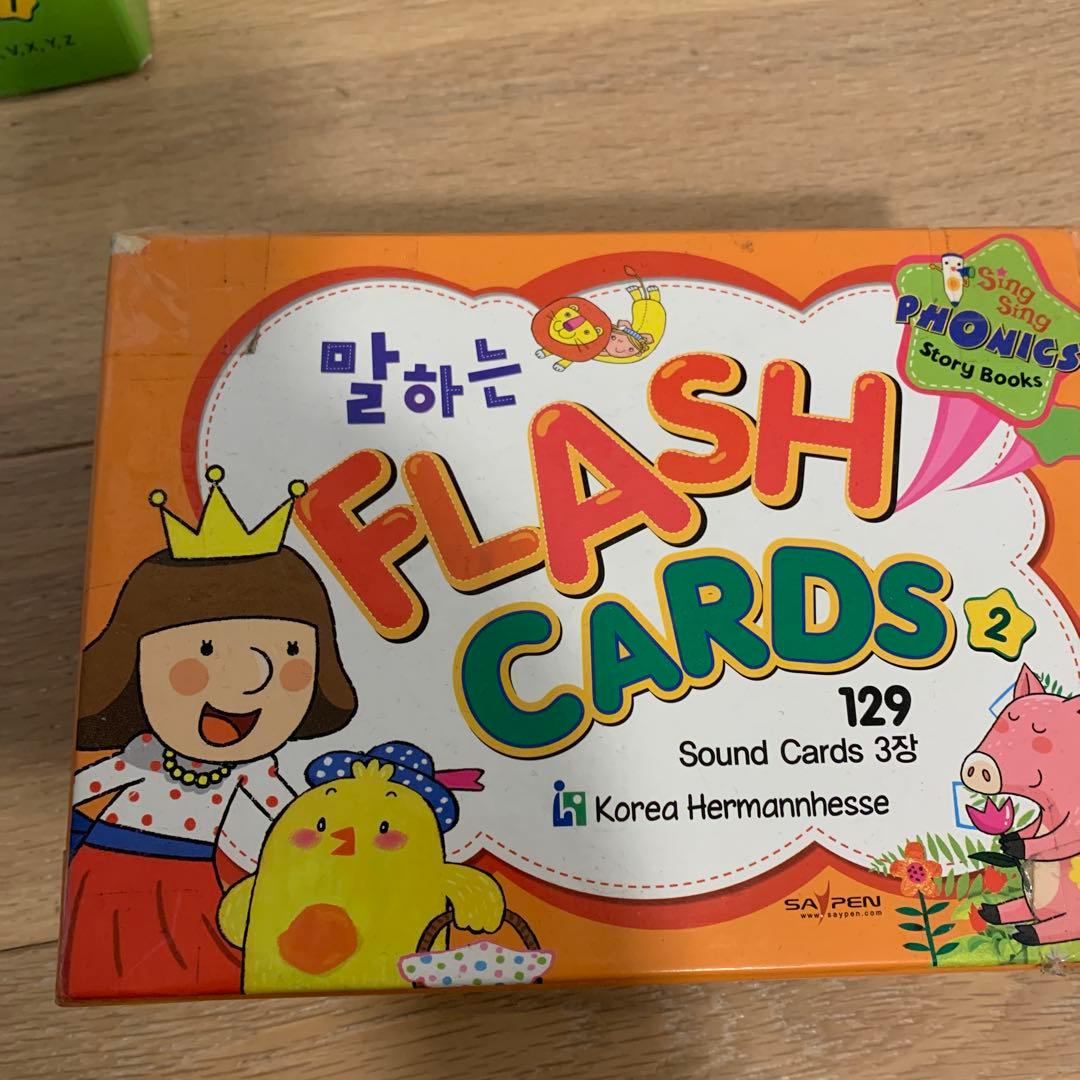 V,X,Y,Z
Sing
Sing
PHONICS
Story Books
말하는
FLASH
CARDS
2
129
Sound Cards 3장
Korea Hermannhesse
SAYPEN
www.saypen.com